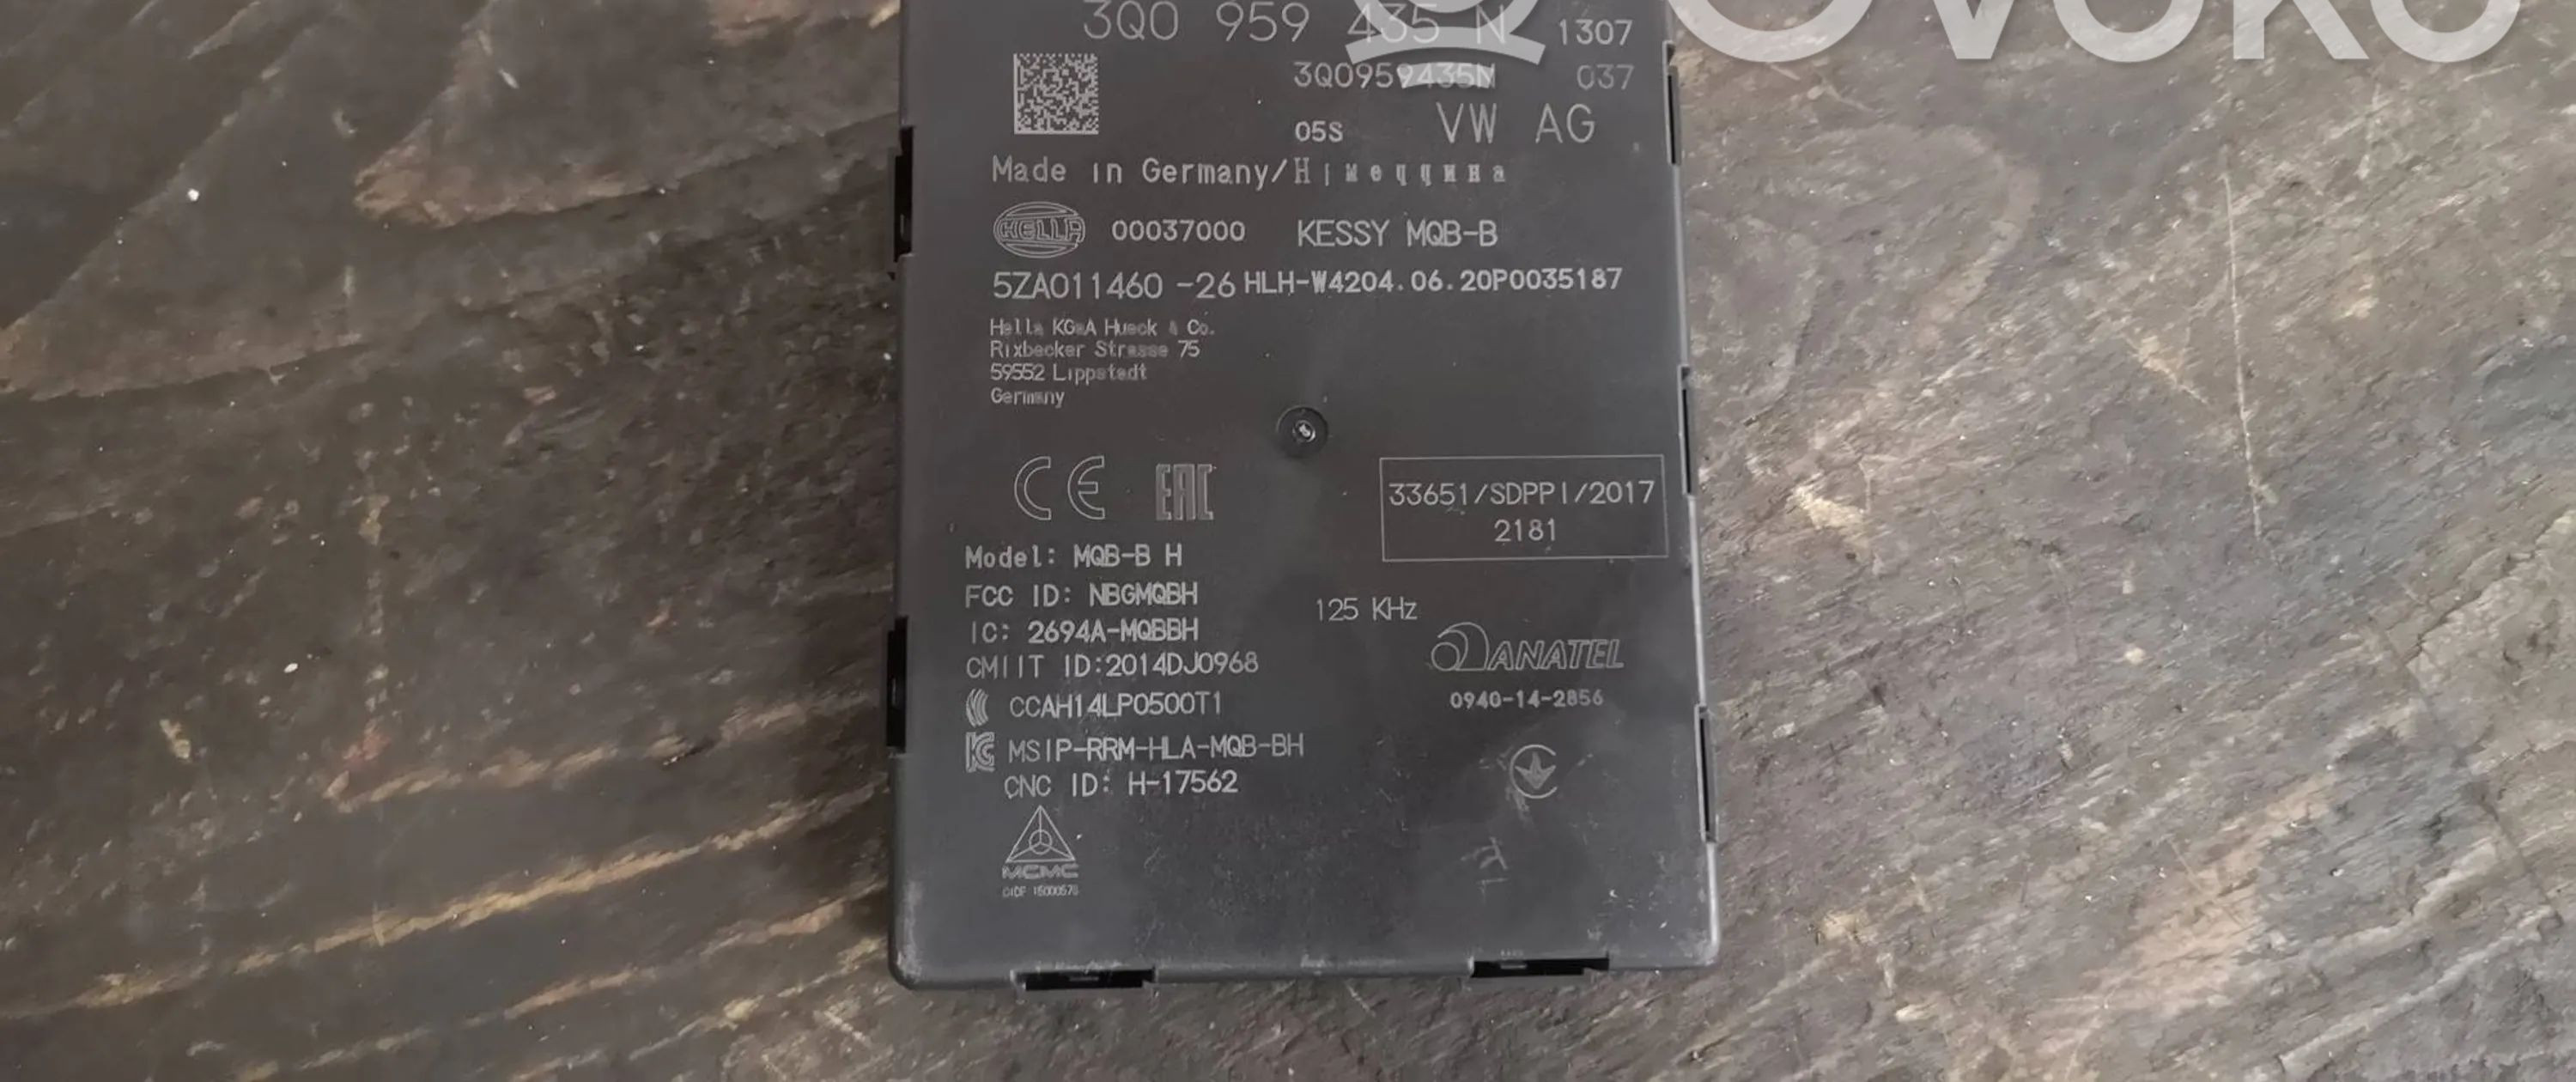 OVOKO
3Q0 959 435 N 1307
3Q0959435N 037
05S VW AG
Made in Germany/Німеччина
HELLA 00037000 KESSY MQB-B
5ZA011460 -26 HLH-W4204.06.20P0035187
Hella KGaA Hueck & Co.
Rixbecker Strasse 75
59552 Lippstadt
Germany
CE EAC
33651/SDPPI/2017
2181
Model: MQB-B H
FCC ID: NBGMQBH
125 KHz
IC: 2694A-MQBBH
CMIIT ID:2014DJ0968
ANATEL
CCAH14LP0500T1
0940-14-2856
MSIP-RRM-HLA-MQB-BH
CNC ID: H-17562
MCMC
CIDF 15000578